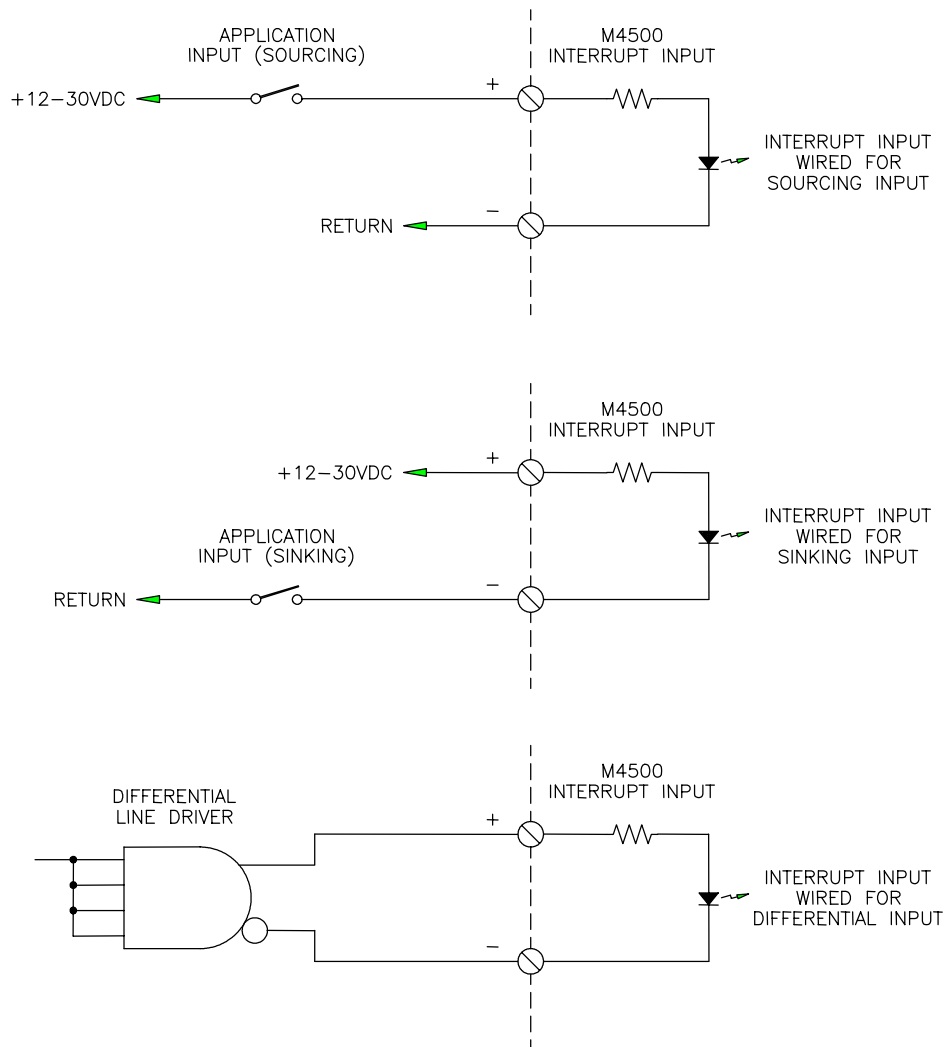 APPLICATION
INPUT (SOURCING)
M4500
INTERRUPT INPUT
+12-30VDC
+
INTERRUPT INPUT
WIRED FOR
SOURCING INPUT
RETURN
−
M4500
INTERRUPT INPUT
+12-30VDC
+
APPLICATION
INPUT (SINKING)
INTERRUPT INPUT
WIRED FOR
SINKING INPUT
RETURN
−
M4500
INTERRUPT INPUT
DIFFERENTIAL
LINE DRIVER
+
INTERRUPT INPUT
WIRED FOR
DIFFERENTIAL INPUT
−